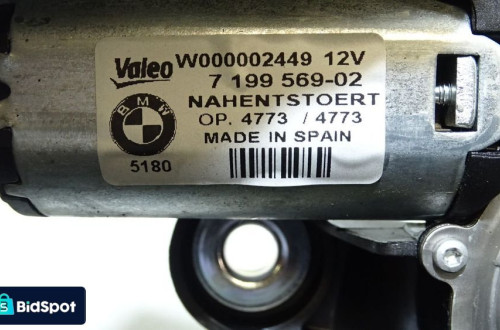 Valeo W000002449 12V
7 199 569-02
BMW NAHENTSTOERT
OP. 4773 / 4773
MADE IN SPAIN
5180
BidSpot